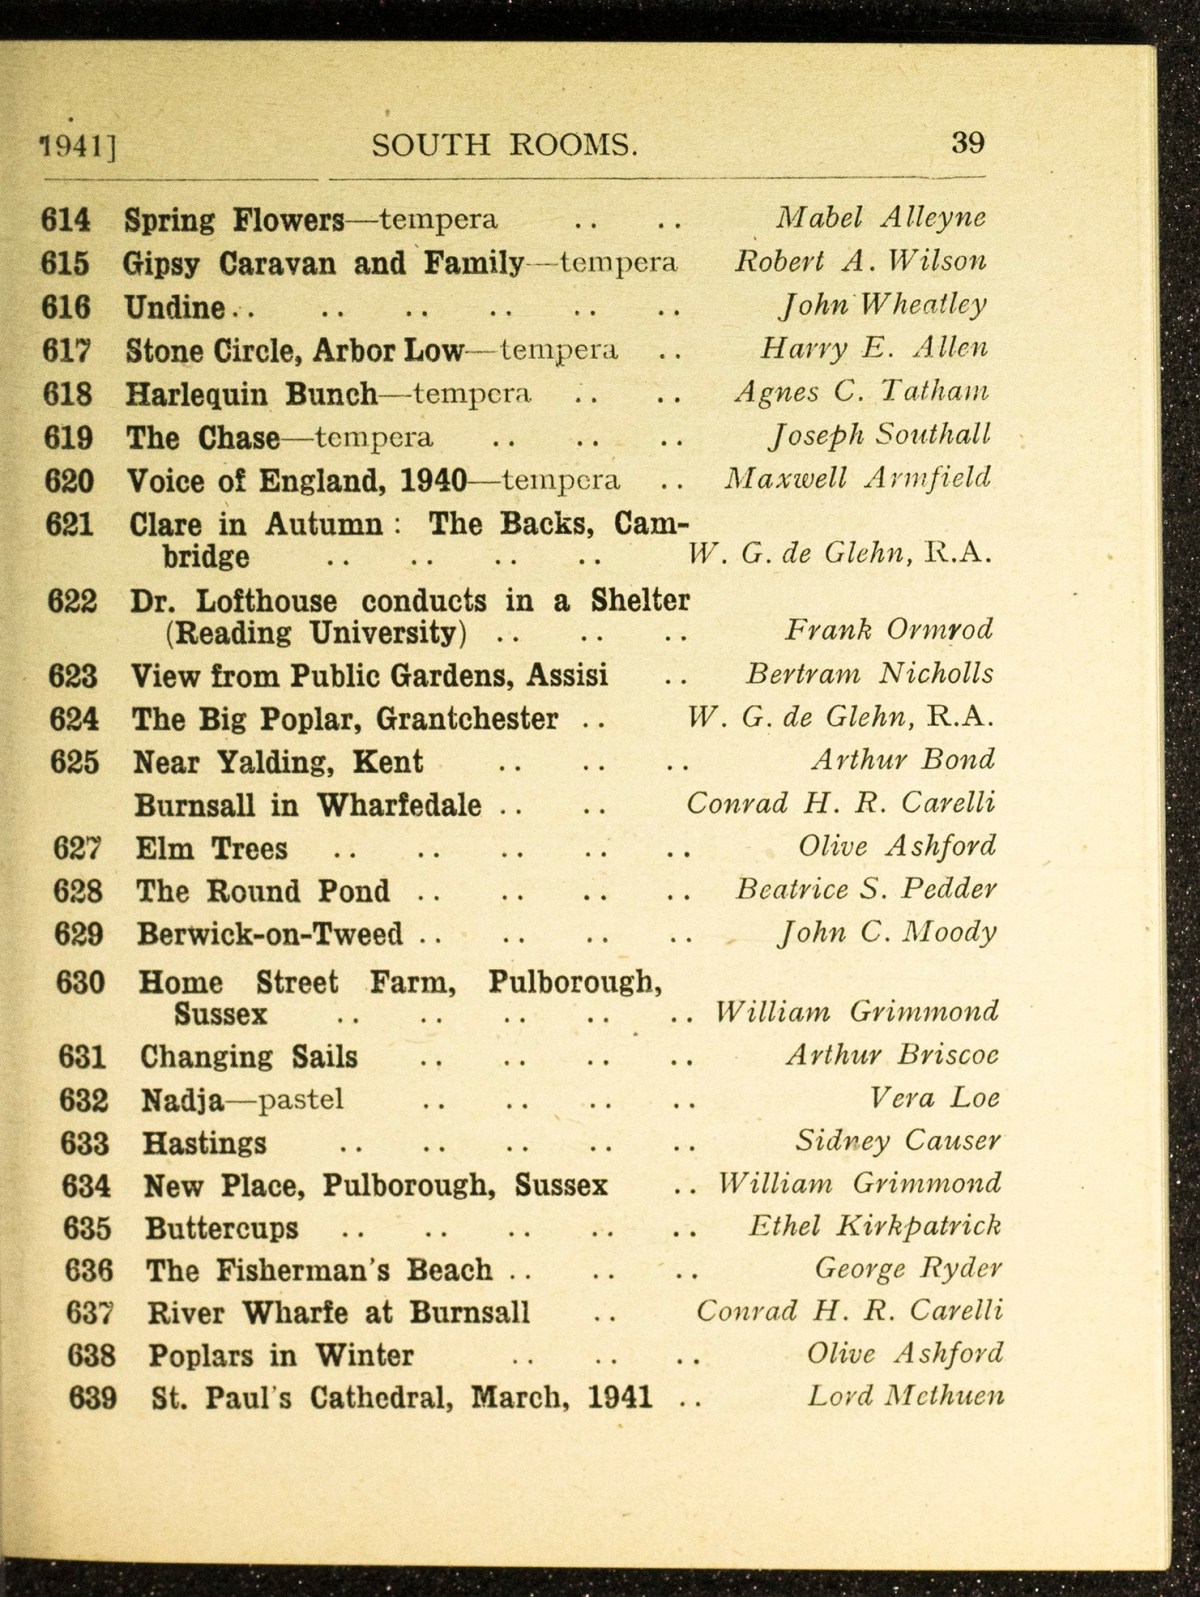 1941] SOUTH ROOMS. 39
614 Spring Flowers—tempera .. .. Mabel Alleyne
615 Gipsy Caravan and Family—tempera Robert A. Wilson
616 Undine.. .. .. .. .. .. John Wheatley
617 Stone Circle, Arbor Low—tempera .. Harry E. Allen
618 Harlequin Bunch—tempera .. .. Agnes C. Tatham
619 The Chase—tempera .. .. .. Joseph Southall
620 Voice of England, 1940—tempera .. Maxwell Armfield
621 Clare in Autumn : The Backs, Cam-
bridge .. .. .. .. W. G. de Glehn, R.A.
622 Dr. Lofthouse conducts in a Shelter
(Reading University) .. .. .. Frank Ormrod
623 View from Public Gardens, Assisi .. Bertram Nicholls
624 The Big Poplar, Grantchester .. W. G. de Glehn, R.A.
625 Near Yalding, Kent .. .. .. Arthur Bond
Burnsall in Wharfedale .. .. Conrad H. R. Carelli
627 Elm Trees .. .. .. .. .. Olive Ashford
628 The Round Pond .. .. .. .. Beatrice S. Pedder
629 Berwick-on-Tweed .. .. .. .. John C. Moody
630 Home Street Farm, Pulborough,
Sussex .. .. .. .. .. William Grimmond
631 Changing Sails .. .. .. .. Arthur Briscoe
632 Nadja—pastel .. .. .. .. Vera Loe
633 Hastings .. .. .. .. .. Sidney Causer
634 New Place, Pulborough, Sussex .. William Grimmond
635 Buttercups .. .. .. .. .. Ethel Kirkpatrick
636 The Fisherman's Beach .. .. .. George Ryder
637 River Wharfe at Burnsall .. Conrad H. R. Carelli
638 Poplars in Winter .. .. .. Olive Ashford
639 St. Paul's Cathedral, March, 1941 .. Lord Methuen